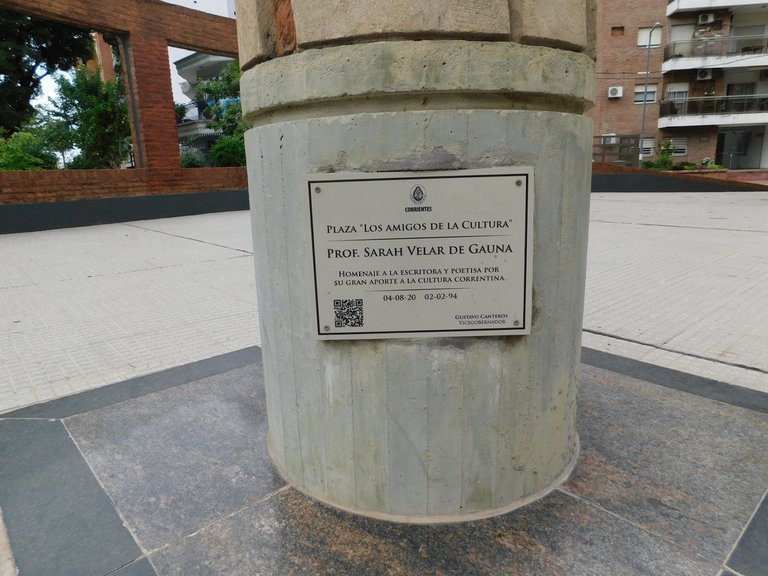 CORRIENTES
PLAZA "LOS AMIGOS DE LA CULTURA"
PROF. SARAH VELAR DE GAUNA
HOMENAJE A LA ESCRITORA Y POETISA POR
SU GRAN APORTE A LA CULTURA CORRENTINA.
04-08-20 02-02-94
GUSTAVO CANTEROS
VICEGOBERNADOR